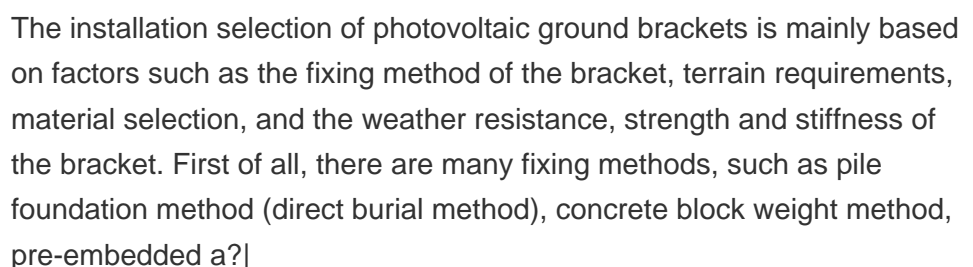 The installation selection of photovoltaic ground brackets is mainly based
on factors such as the fixing method of the bracket, terrain requirements,
material selection, and the weather resistance, strength and stiffness of
the bracket. First of all, there are many fixing methods, such as pile
foundation method (direct burial method), concrete block weight method,
pre-embedded a?|